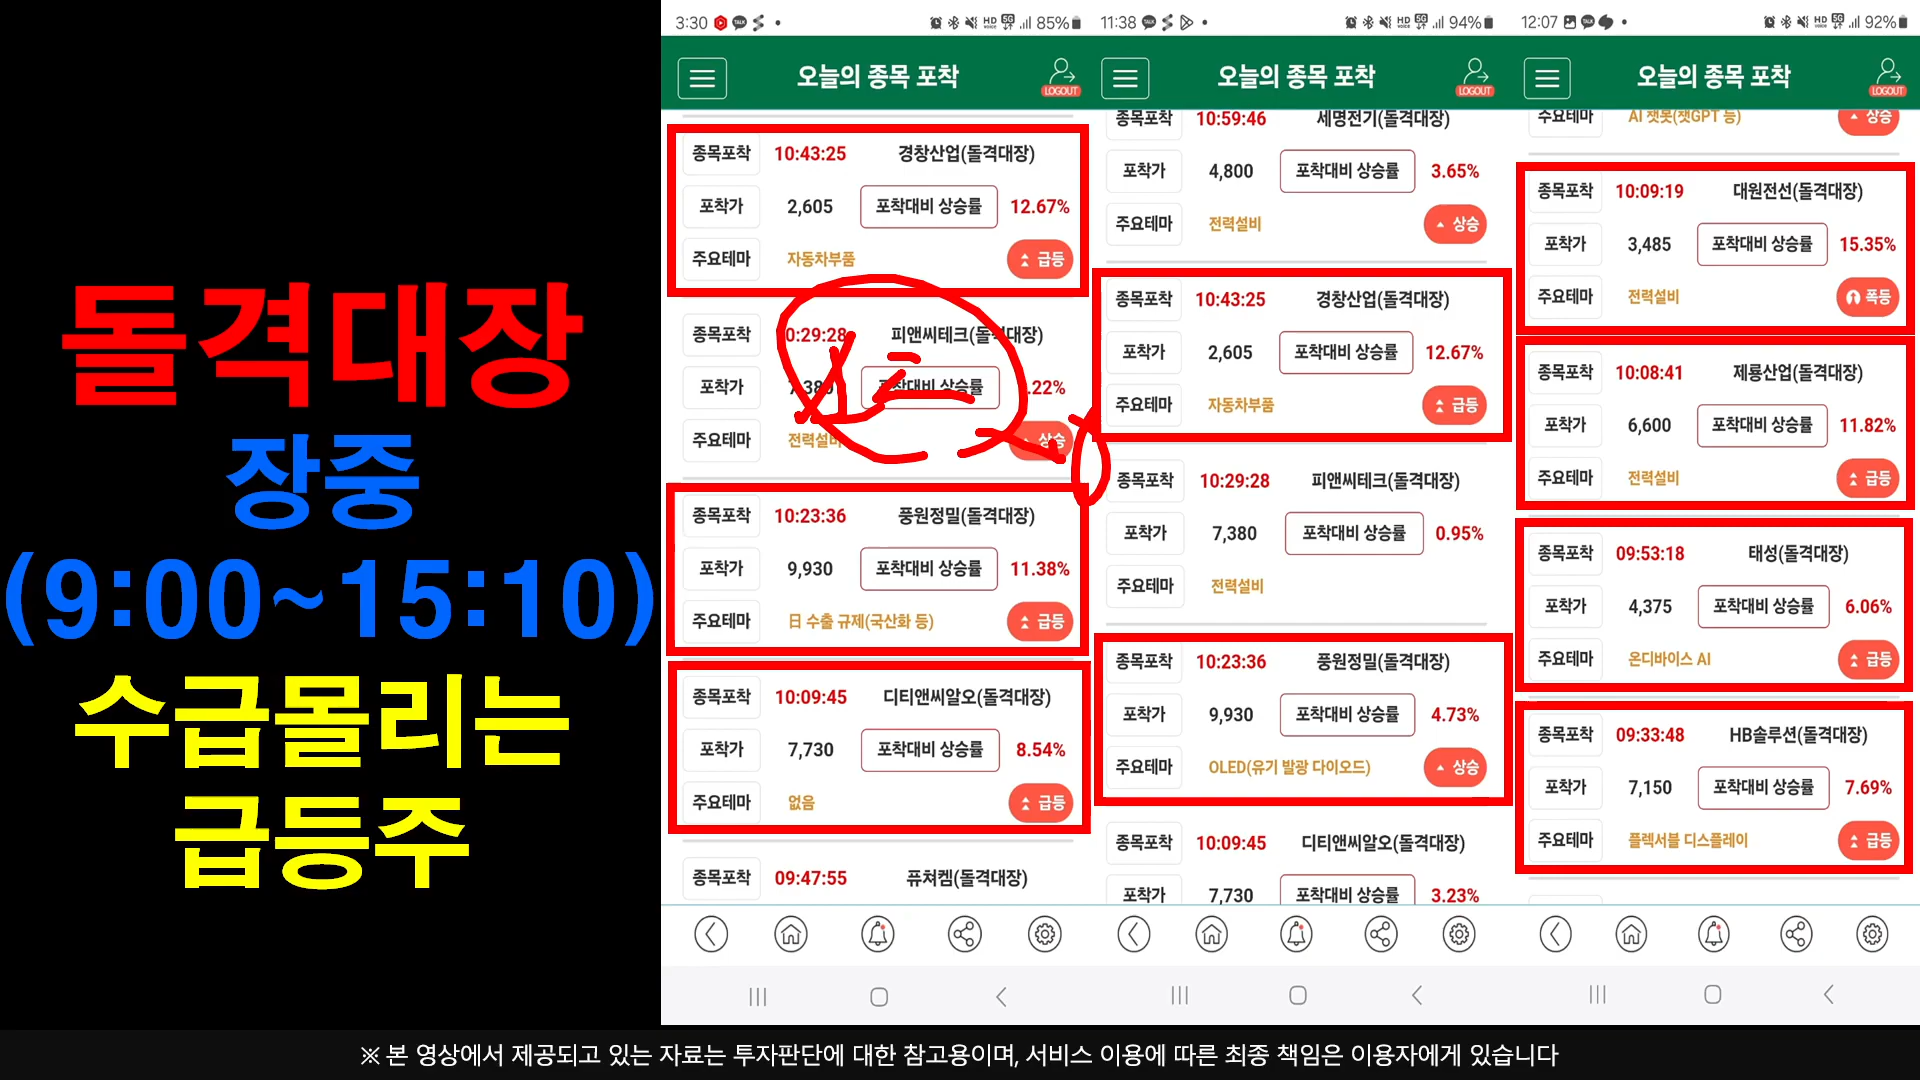 돌격대장
장중
(9:00~15:10)
수급몰리는
급등주
3:30 85%
오늘의 종목 포착
LOGOUT
종목포착 10:43:25 경창산업(돌격대장)
포착가 2,605 포착대비 상승률 12.67%
주요테마 자동차부품 급등
종목포착 0:29:28 피앤씨테크(돌격대장)
포착가 7,380 포착대비 상승률 .22%
주요테마 전력설비 상승
종목포착 10:23:36 풍원정밀(돌격대장)
포착가 9,930 포착대비 상승률 11.38%
주요테마 日 수출 규제(국산화 등) 급등
종목포착 10:09:45 디티앤씨알오(돌격대장)
포착가 7,730 포착대비 상승률 8.54%
주요테마 없음 급등
종목포착 09:47:55 퓨쳐켐(돌격대장)
11:38 94%
오늘의 종목 포착
LOGOUT
종목포착 10:59:46 세명전기(돌격대장)
포착가 4,800 포착대비 상승률 3.65%
주요테마 전력설비 상승
종목포착 10:43:25 경창산업(돌격대장)
포착가 2,605 포착대비 상승률 12.67%
주요테마 자동차부품 급등
종목포착 10:29:28 피앤씨테크(돌격대장)
포착가 7,380 포착대비 상승률 0.95%
주요테마 전력설비
종목포착 10:23:36 풍원정밀(돌격대장)
포착가 9,930 포착대비 상승률 4.73%
주요테마 OLED(유기 발광 다이오드) 상승
종목포착 10:09:45 디티앤씨알오(돌격대장)
포착가 7,730 포착대비 상승률 3.23%
12:07 92%
오늘의 종목 포착
LOGOUT
주요테마 AI 챗봇(챗GPT 등) 상승
종목포착 10:09:19 대원전선(돌격대장)
포착가 3,485 포착대비 상승률 15.35%
주요테마 전력설비 폭등
종목포착 10:08:41 제룡산업(돌격대장)
포착가 6,600 포착대비 상승률 11.82%
주요테마 전력설비 급등
종목포착 09:53:18 태성(돌격대장)
포착가 4,375 포착대비 상승률 6.06%
주요테마 온디바이스 AI 급등
종목포착 09:33:48 HB솔루션(돌격대장)
포착가 7,150 포착대비 상승률 7.69%
주요테마 플렉서블 디스플레이 급등
※ 본 영상에서 제공되고 있는 자료는 투자판단에 대한 참고용이며, 서비스 이용에 따른 최종 책임은 이용자에게 있습니다